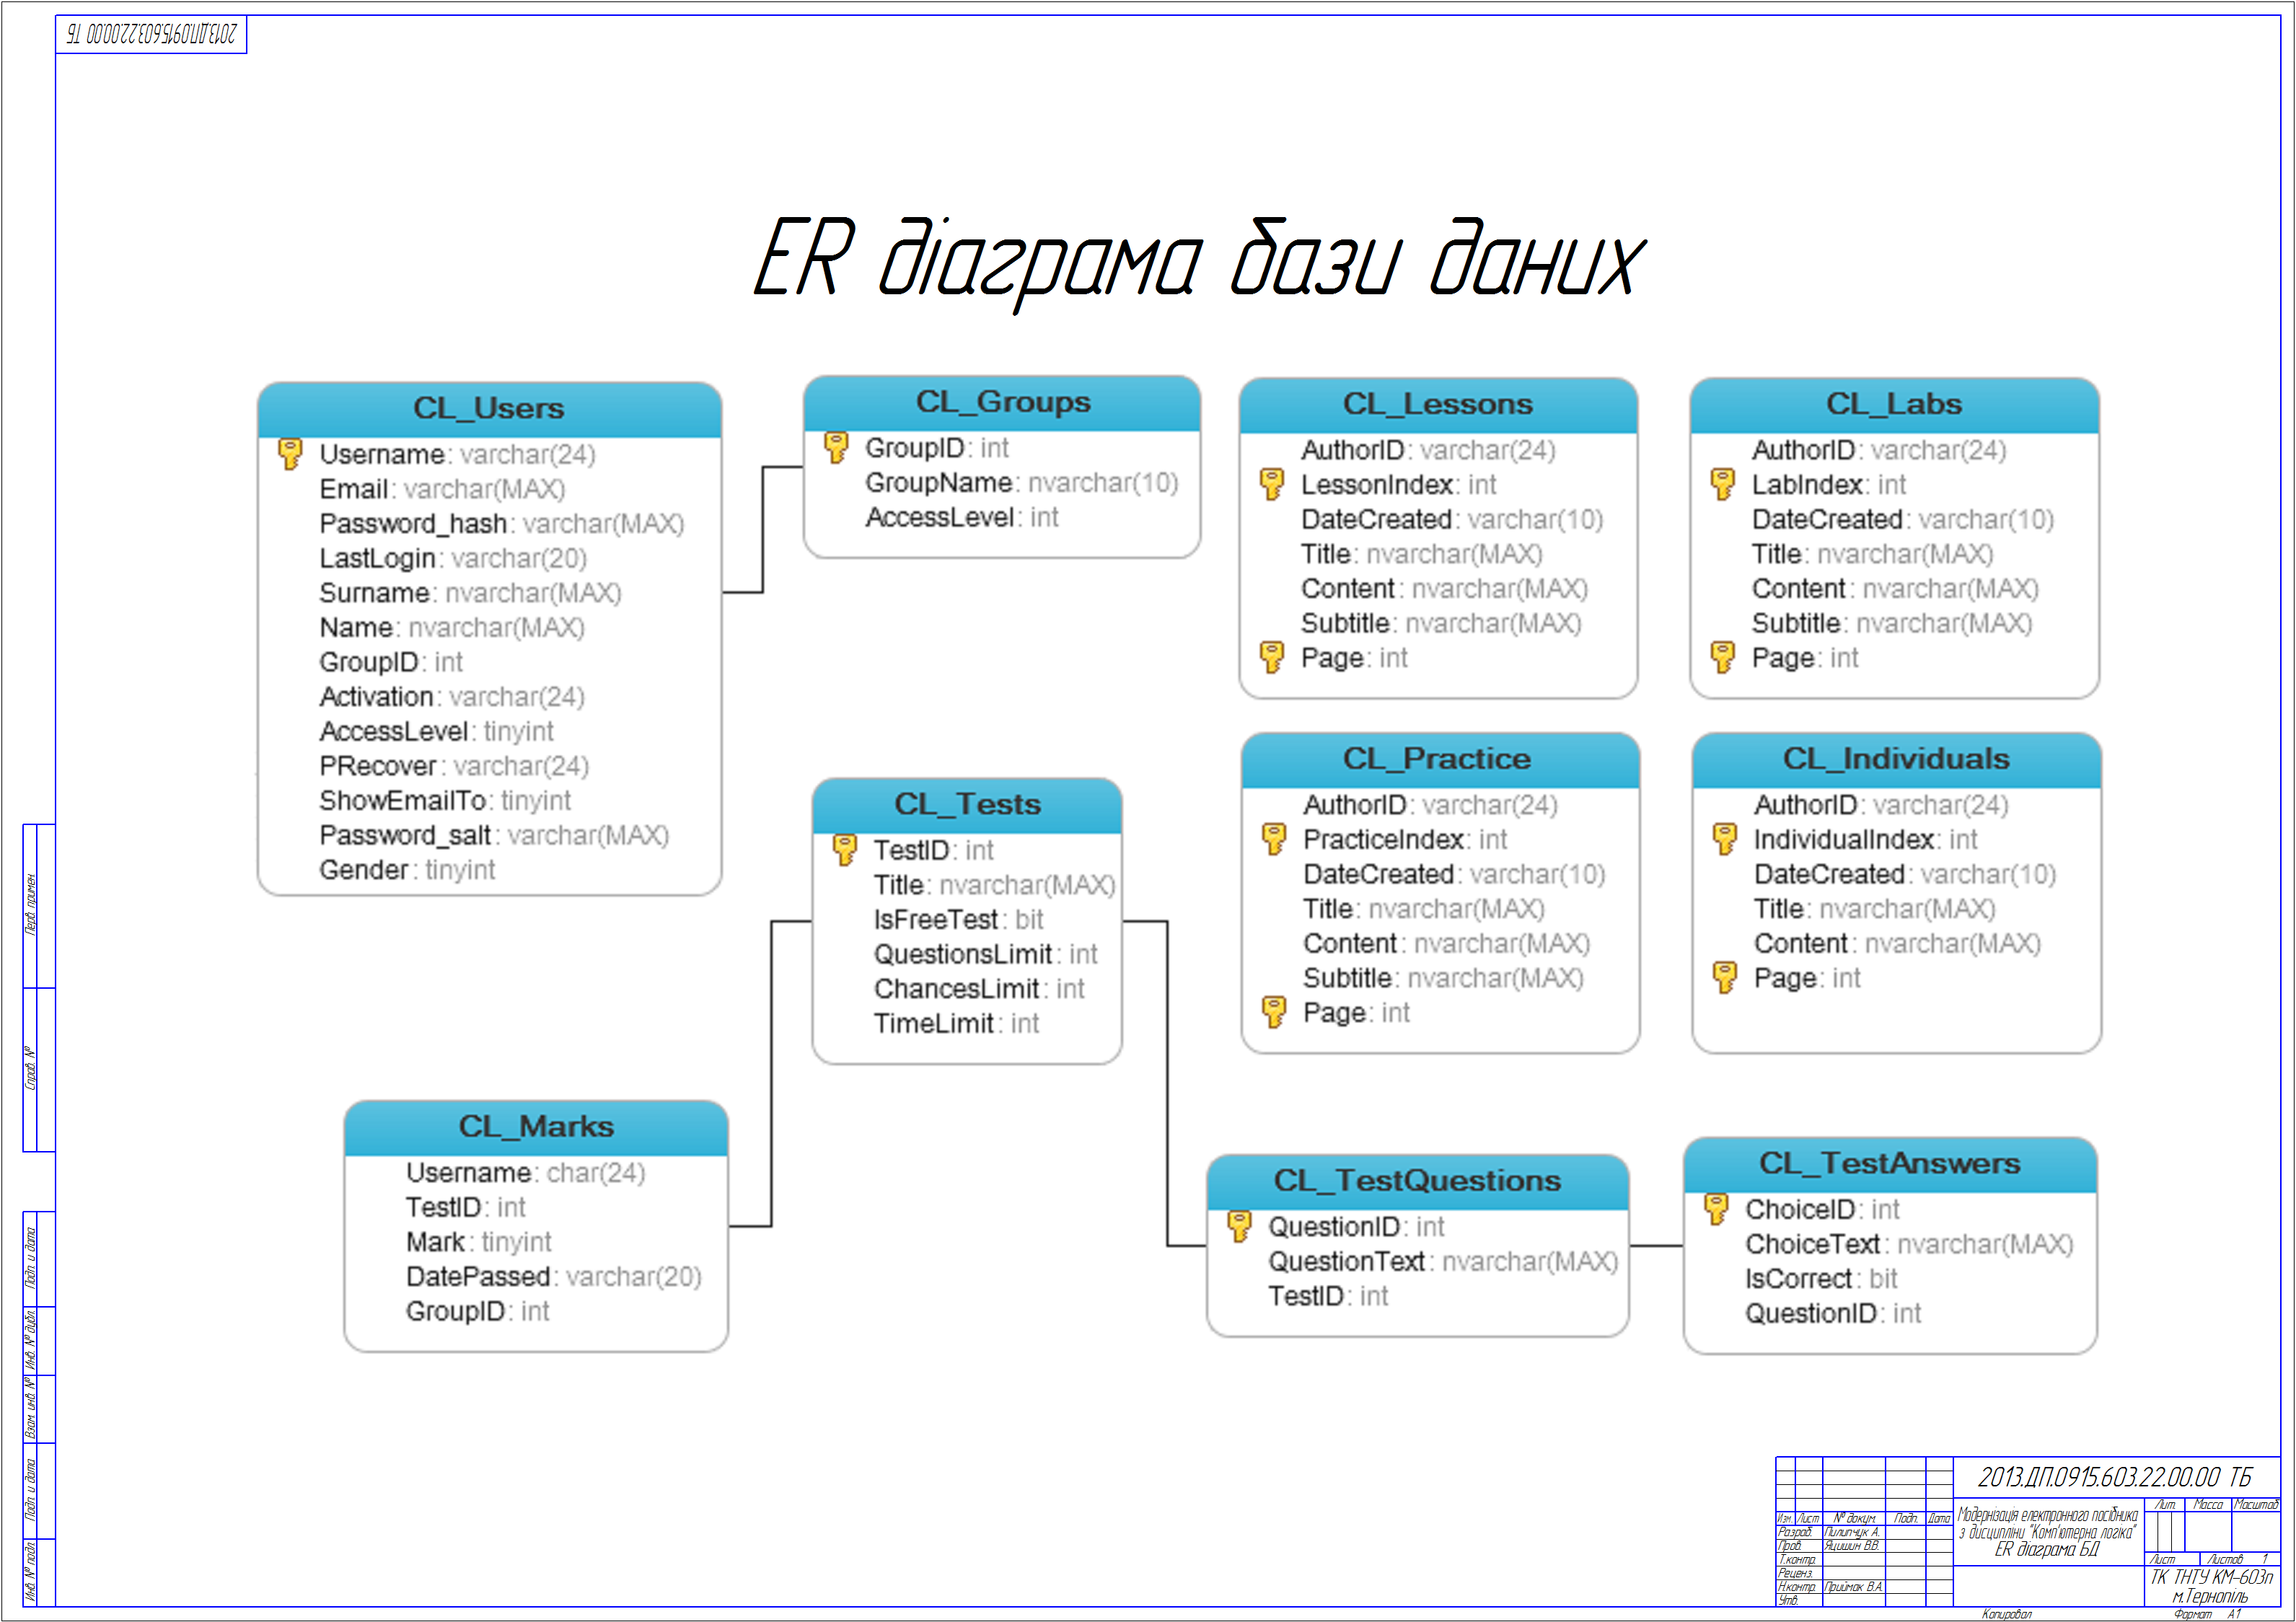 2013.ДП.0915.603.22.00.00 ТБ
ER діаграма бази даних
CL_Users
Username: varchar(24)
Email: varchar(MAX)
Password_hash: varchar(MAX)
LastLogin: varchar(20)
Surname: nvarchar(MAX)
Name: nvarchar(MAX)
GroupID: int
Activation: varchar(24)
AccessLevel: tinyint
PRecover: varchar(24)
ShowEmailTo: tinyint
Password_salt: varchar(MAX)
Gender: tinyint
CL_Groups
GroupID: int
GroupName: nvarchar(10)
AccessLevel: int
CL_Lessons
AuthorID: varchar(24)
LessonIndex: int
DateCreated: varchar(10)
Title: nvarchar(MAX)
Content: nvarchar(MAX)
Subtitle: nvarchar(MAX)
Page: int
CL_Labs
AuthorID: varchar(24)
LabIndex: int
DateCreated: varchar(10)
Title: nvarchar(MAX)
Content: nvarchar(MAX)
Subtitle: nvarchar(MAX)
Page: int
CL_Tests
TestID: int
Title: nvarchar(MAX)
IsFreeTest: bit
QuestionsLimit: int
ChancesLimit: int
TimeLimit: int
CL_Practice
AuthorID: varchar(24)
PracticeIndex: int
DateCreated: varchar(10)
Title: nvarchar(MAX)
Content: nvarchar(MAX)
Subtitle: nvarchar(MAX)
Page: int
CL_Individuals
AuthorID: varchar(24)
IndividualIndex: int
DateCreated: varchar(10)
Title: nvarchar(MAX)
Content: nvarchar(MAX)
Page: int
CL_Marks
Username: char(24)
TestID: int
Mark: tinyint
DatePassed: varchar(20)
GroupID: int
CL_TestQuestions
QuestionID: int
QuestionText: nvarchar(MAX)
TestID: int
CL_TestAnswers
ChoiceID: int
ChoiceText: nvarchar(MAX)
IsCorrect: bit
QuestionID: int
Перв. примен.
Справ. №
Подп. и дата
Инв. № дубл.
Взам. инв. №
Подп. и дата
Инв. № подл.
2013.ДП.0915.603.22.00.00 ТБ
Изм. Лист № докум. Подп. Дата
Разраб. Пилипчук А.
Пров. Яцишин В.В.
Т.контр.
Реценз.
Н.контр. Приймак В.А.
Утв.
Модернізація електронного посібника
з дисципліни "Комп'ютерна логіка"
ER діаграма БД
Лит. Масса Масштаб
Лист Листов 1
ТК ТНТУ КМ-603п
м.Тернопіль
Копировал Формат А1